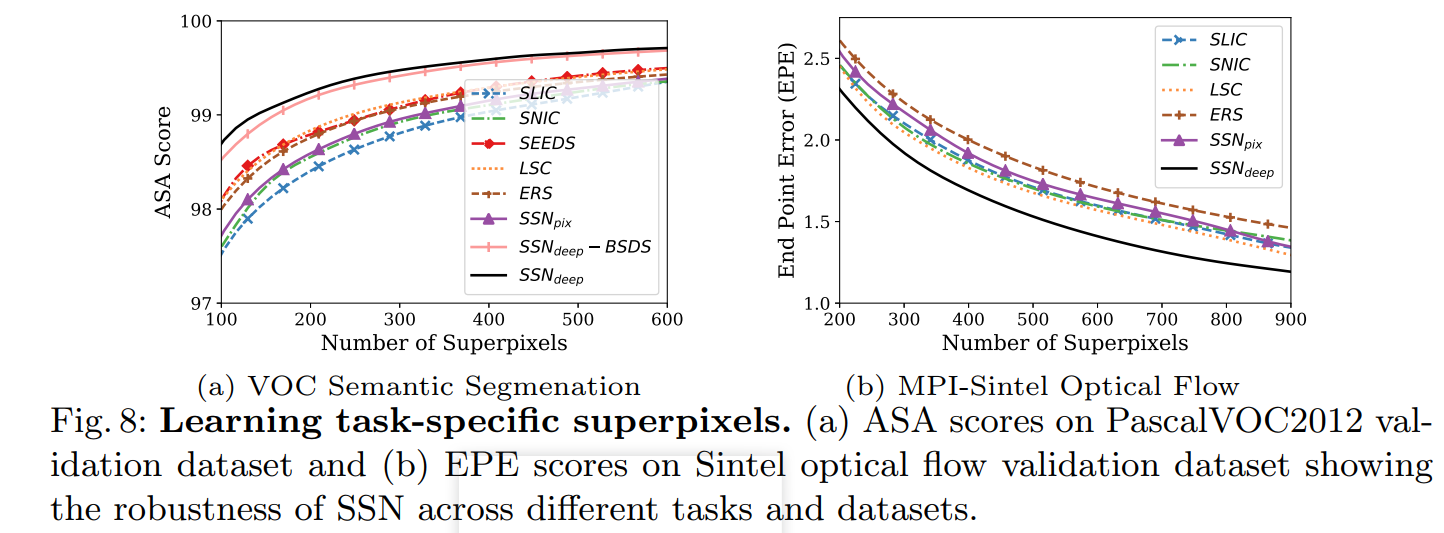 100
99
98
97
ASA Score
SLIC
SNIC
SEEDS
LSC
ERS
SSN_pix
SSN_deep − BSDS
SSN_deep
100 200 300 400 500 600
Number of Superpixels
(a) VOC Semantic Segmenation
2.5
2.0
1.5
1.0
End Point Error (EPE)
SLIC
SNIC
LSC
ERS
SSN_pix
SSN_deep
200 300 400 500 600 700 800 900
Number of Superpixels
(b) MPI-Sintel Optical Flow
Fig. 8: Learning task-specific superpixels. (a) ASA scores on PascalVOC2012 val-
idation dataset and (b) EPE scores on Sintel optical flow validation dataset showing
the robustness of SSN across different tasks and datasets.